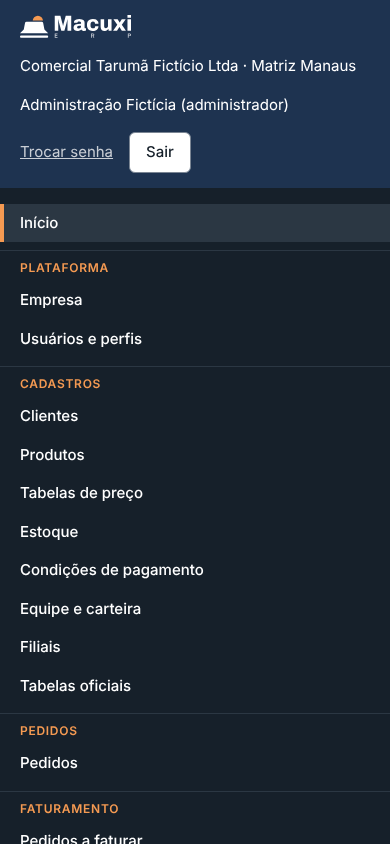 Macuxi
E R P
Comercial Tarumã Fictício Ltda · Matriz Manaus
Administração Fictícia (administrador)
Trocar senha
Sair
Início
PLATAFORMA
Empresa
Usuários e perfis
CADASTROS
Clientes
Produtos
Tabelas de preço
Estoque
Condições de pagamento
Equipe e carteira
Filiais
Tabelas oficiais
PEDIDOS
Pedidos
FATURAMENTO
Pedidos a faturar